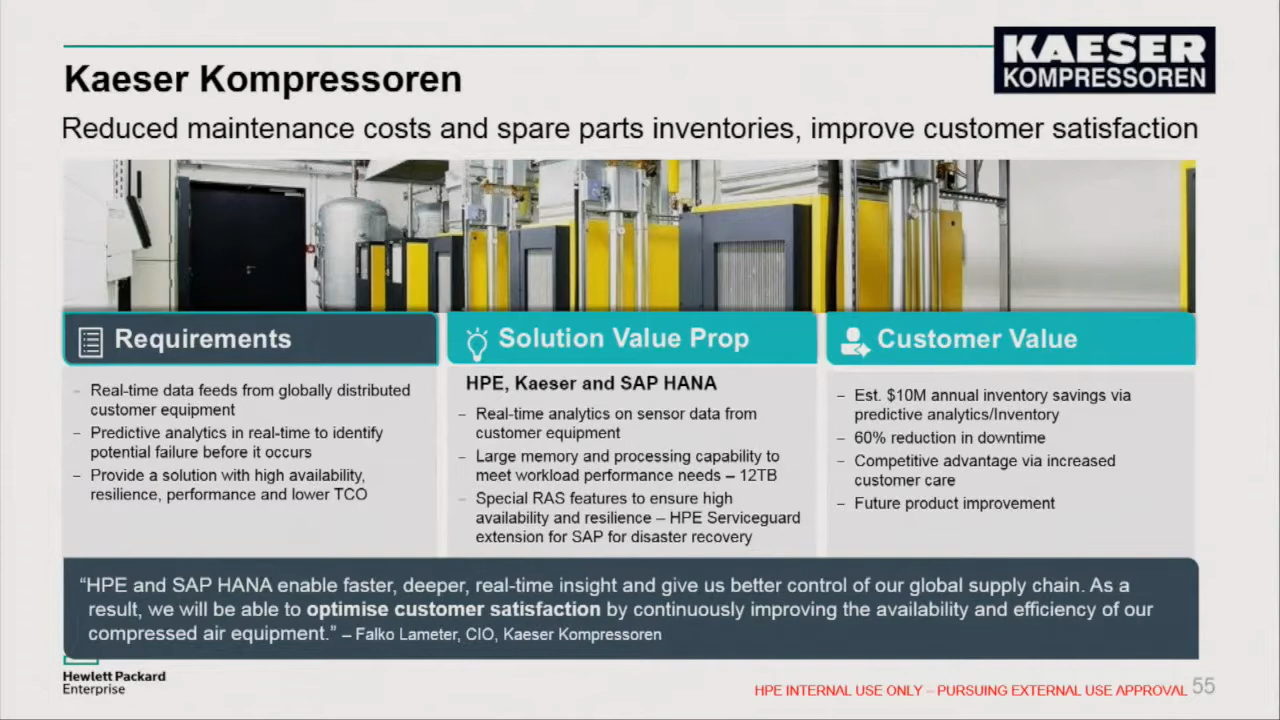 KAESER
KOMPRESSOREN
Kaeser Kompressoren
Reduced maintenance costs and spare parts inventories, improve customer satisfaction
Requirements
– Real-time data feeds from globally distributed
customer equipment
– Predictive analytics in real-time to identify
potential failure before it occurs
– Provide a solution with high availability,
resilience, performance and lower TCO
Solution Value Prop
HPE, Kaeser and SAP HANA
– Real-time analytics on sensor data from
customer equipment
– Large memory and processing capability to
meet workload performance needs – 12TB
– Special RAS features to ensure high
availability and resilience – HPE Serviceguard
extension for SAP for disaster recovery
Customer Value
– Est. $10M annual inventory savings via
predictive analytics/Inventory
– 60% reduction in downtime
– Competitive advantage via increased
customer care
– Future product improvement
“HPE and SAP HANA enable faster, deeper, real-time insight and give us better control of our global supply chain. As a
result, we will be able to optimise customer satisfaction by continuously improving the availability and efficiency of our
compressed air equipment.” – Falko Lameter, CIO, Kaeser Kompressoren
Hewlett Packard
Enterprise
HPE INTERNAL USE ONLY – PURSUING EXTERNAL USE APPROVAL 55